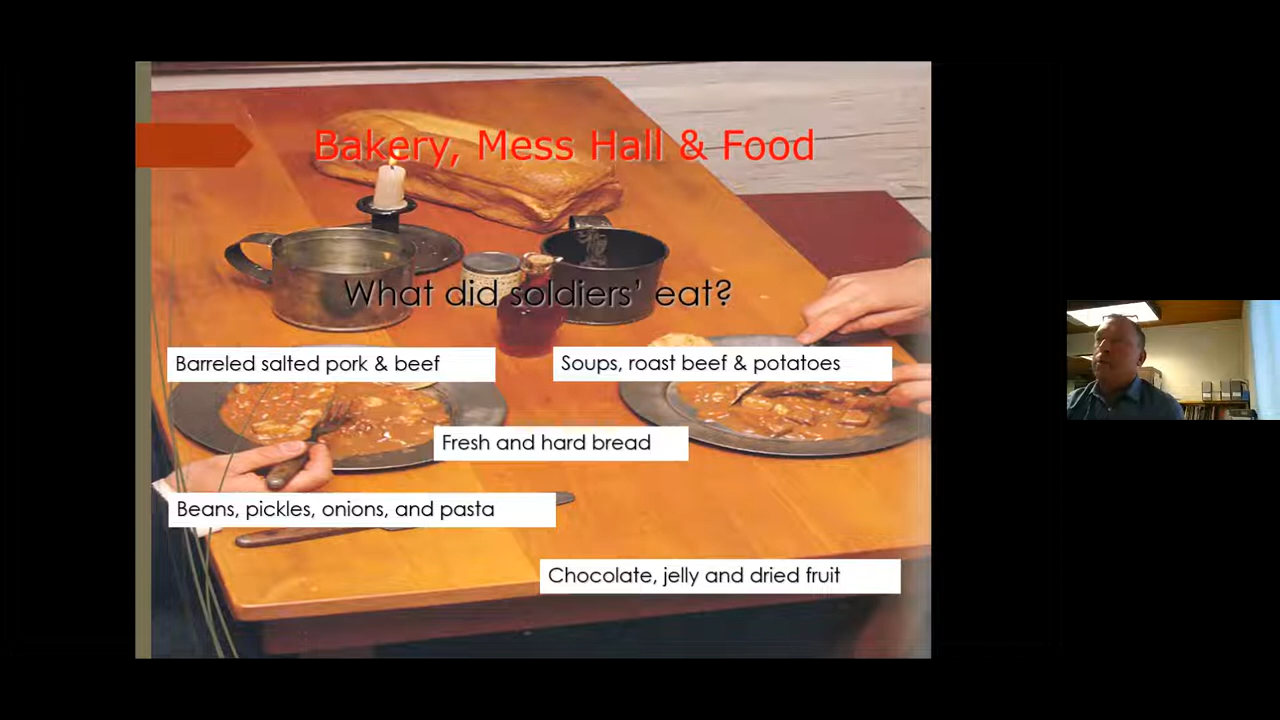 Bakery, Mess Hall & Food
What did soldiers’ eat?
Barreled salted pork & beef
Soups, roast beef & potatoes
Fresh and hard bread
Beans, pickles, onions, and pasta
Chocolate, jelly and dried fruit